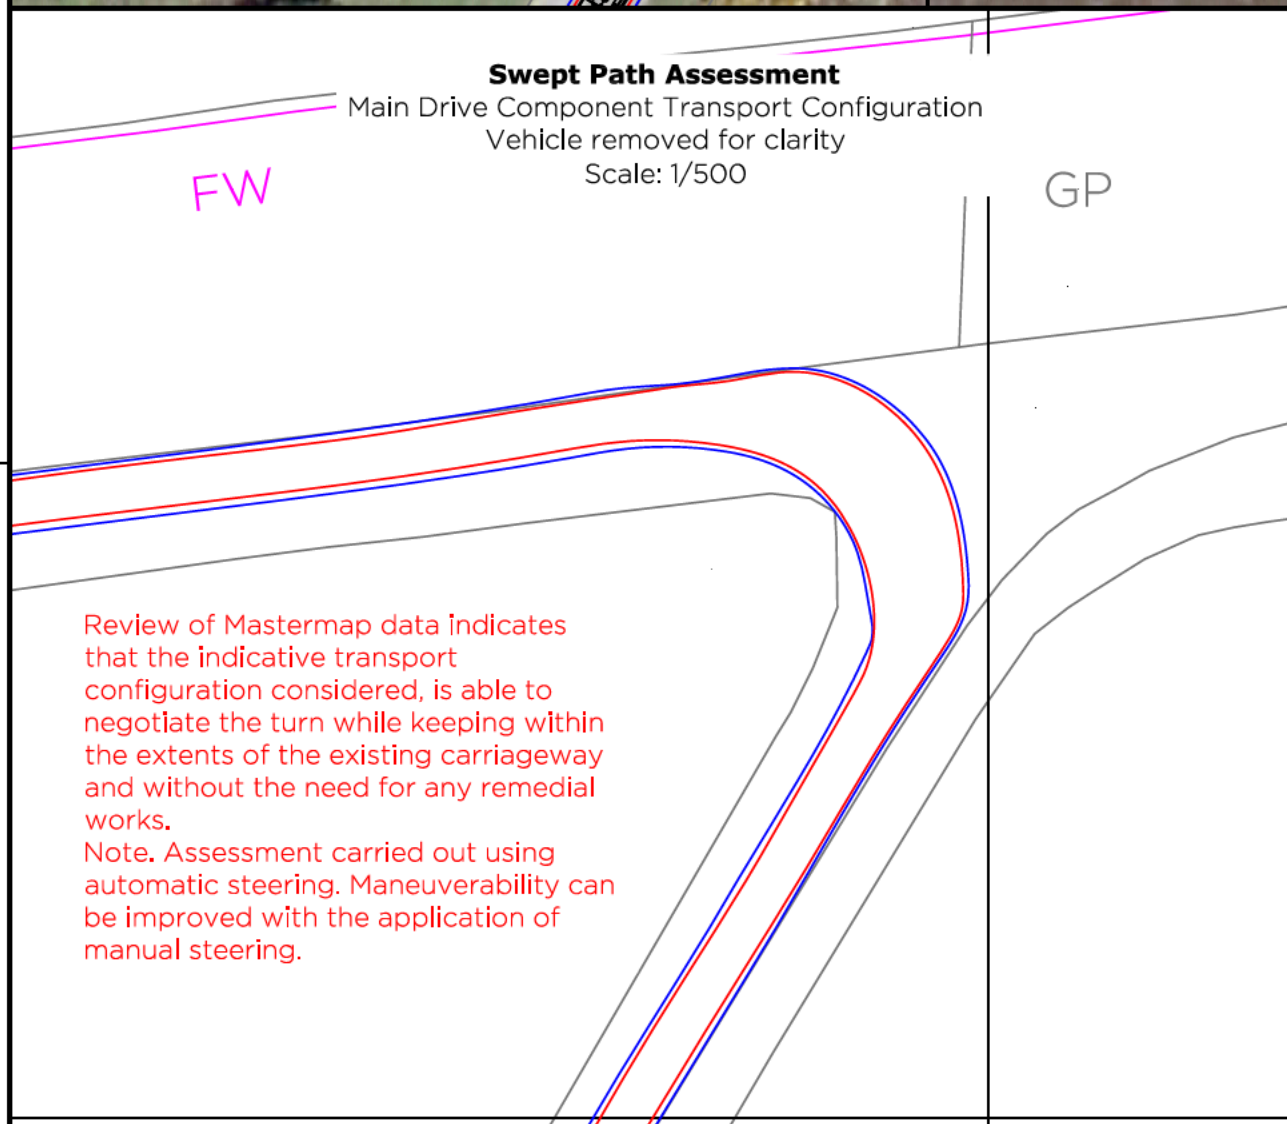 Swept Path Assessment
Main Drive Component Transport Configuration
Vehicle removed for clarity
Scale: 1/500
FW
GP
Review of Mastermap data indicates
that the indicative transport
configuration considered, is able to
negotiate the turn while keeping within
the extents of the existing carriageway
and without the need for any remedial
works.
Note. Assessment carried out using
automatic steering. Maneuverability can
be improved with the application of
manual steering.